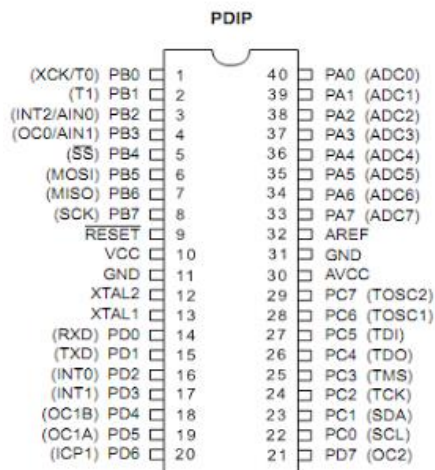 PDIP
(XCK/T0) PB0 1 40 PA0 (ADC0)
(T1) PB1 2 39 PA1 (ADC1)
(INT2/AIN0) PB2 3 38 PA2 (ADC2)
(OC0/AIN1) PB3 4 37 PA3 (ADC3)
(SS) PB4 5 36 PA4 (ADC4)
(MOSI) PB5 6 35 PA5 (ADC5)
(MISO) PB6 7 34 PA6 (ADC6)
(SCK) PB7 8 33 PA7 (ADC7)
RESET 9 32 AREF
VCC 10 31 GND
GND 11 30 AVCC
XTAL2 12 29 PC7 (TOSC2)
XTAL1 13 28 PC6 (TOSC1)
(RXD) PD0 14 27 PC5 (TDI)
(TXD) PD1 15 26 PC4 (TDO)
(INT0) PD2 16 25 PC3 (TMS)
(INT1) PD3 17 24 PC2 (TCK)
(OC1B) PD4 18 23 PC1 (SDA)
(OC1A) PD5 19 22 PC0 (SCL)
(ICP1) PD6 20 21 PD7 (OC2)